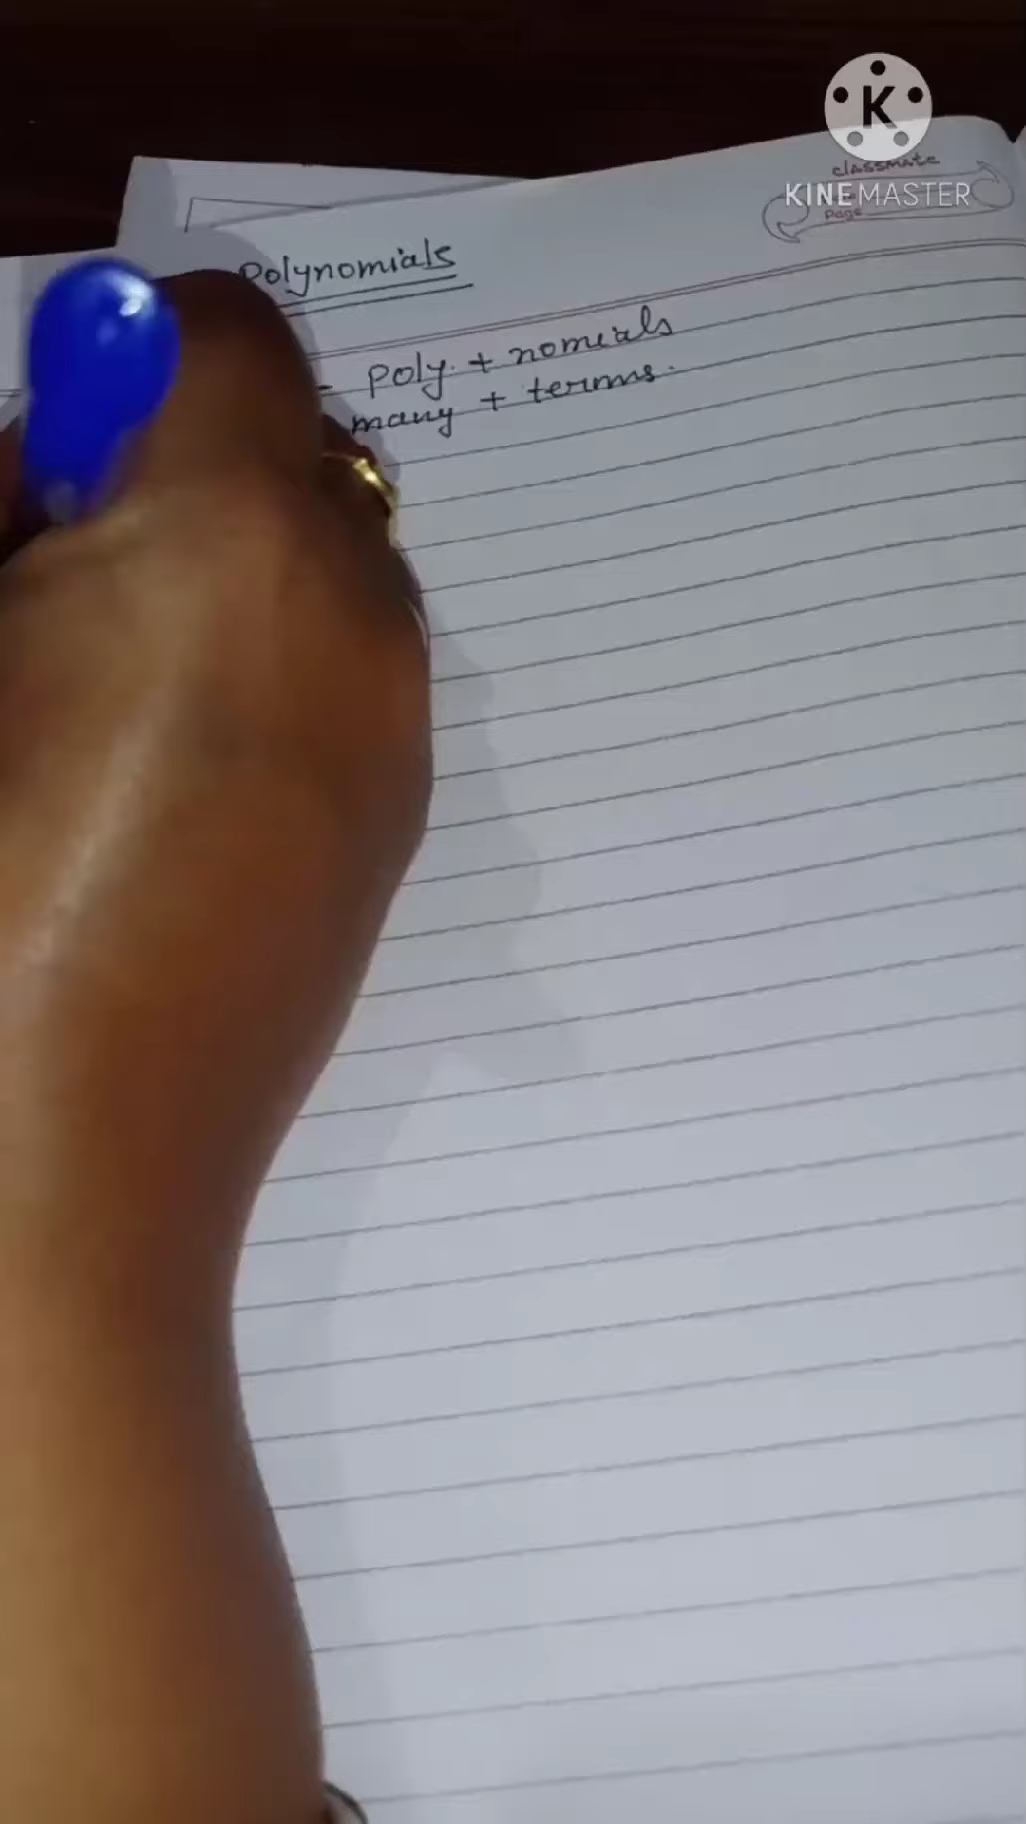 K
classmate
KINEMASTER
Page
Polynomials
- Poly + nomials
many + terms.